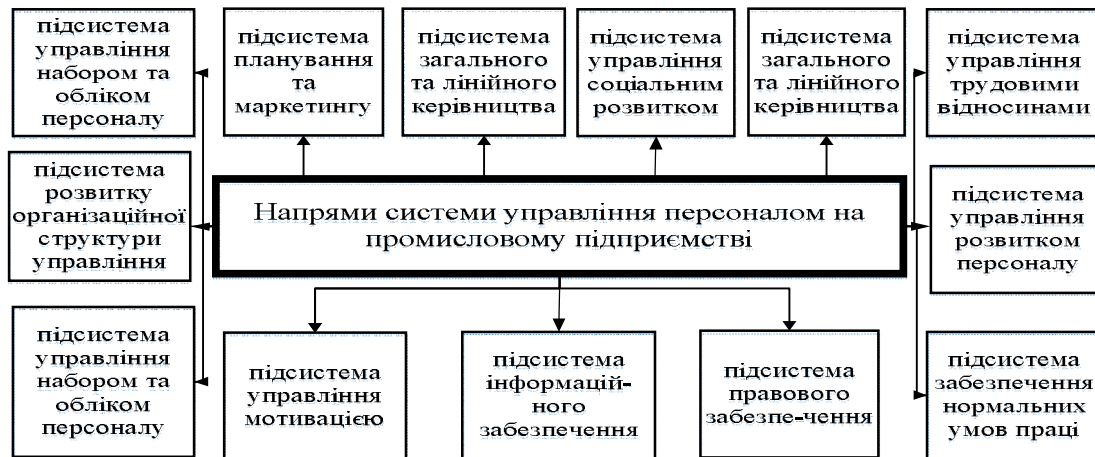 підсистема
управління
набором та
обліком
персоналу
підсистема
планування
та
маркетингу
підсистема
загального
та лінійного
керівництва
підсистема
управління
соціальним
розвитком
підсистема
загального
та лінійного
керівництва
підсистема
управління
трудовими
відносинами
підсистема
розвитку
організаційної
структури
управління
Напрями системи управління персоналом на
промисловому підприємстві
підсистема
управління
розвитком
персоналу
підсистема
управління
набором та
обліком
персоналу
підсистема
управління
мотивацією
підсистема
інформацій-
ного
забезпечення
підсистема
правового
забезпе-чення
підсистема
забезпечення
нормальних
умов праці